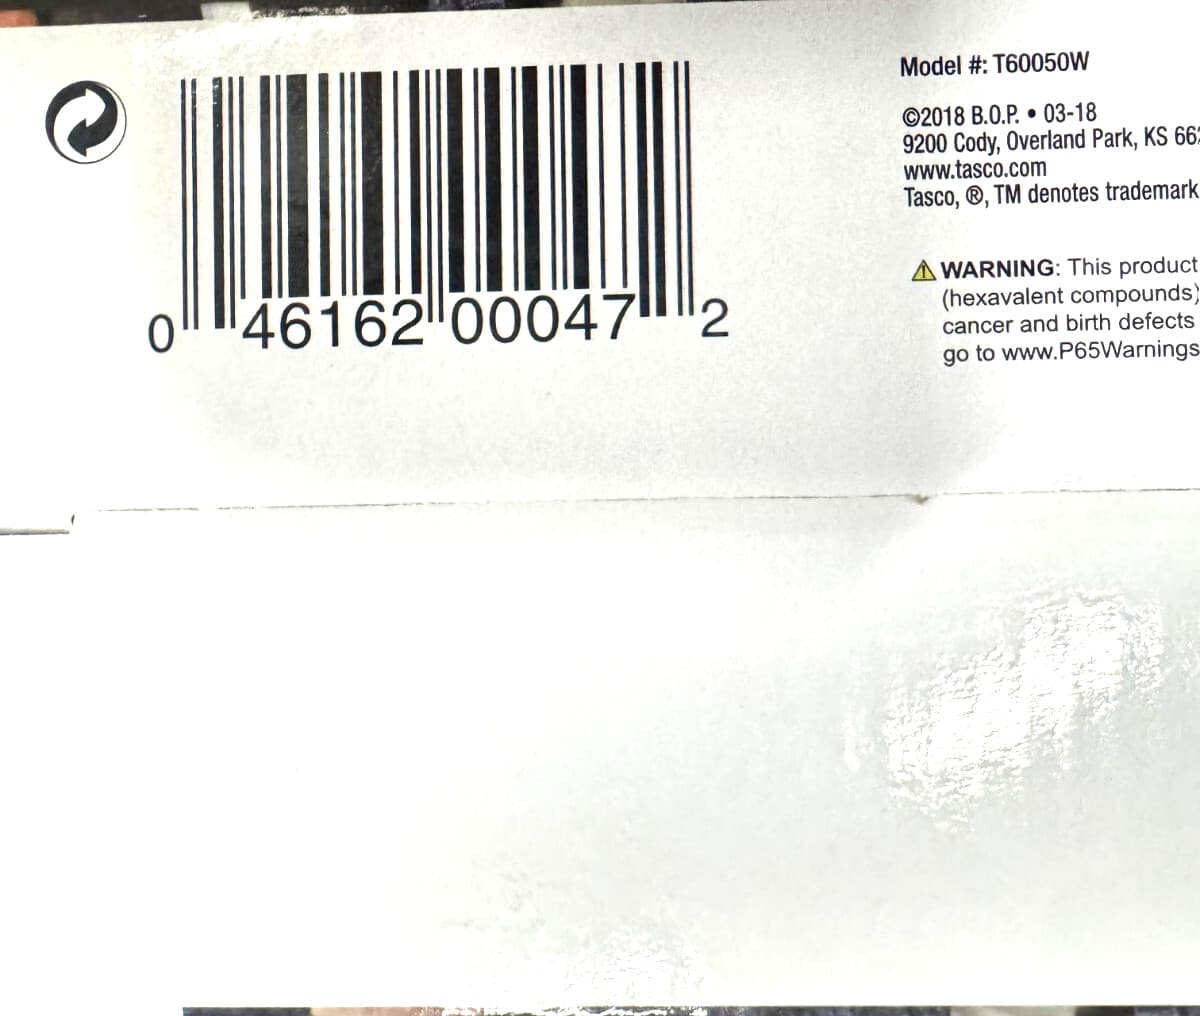 0 46162 00047 2
Model #: T60050W
©2018 B.O.P. • 03-18
9200 Cody, Overland Park, KS
www.tasco.com
Tasco, ®, TM denotes trademark
WARNING: This product
(hexavalent compounds)
cancer and birth defects
go to www.P65Warnings